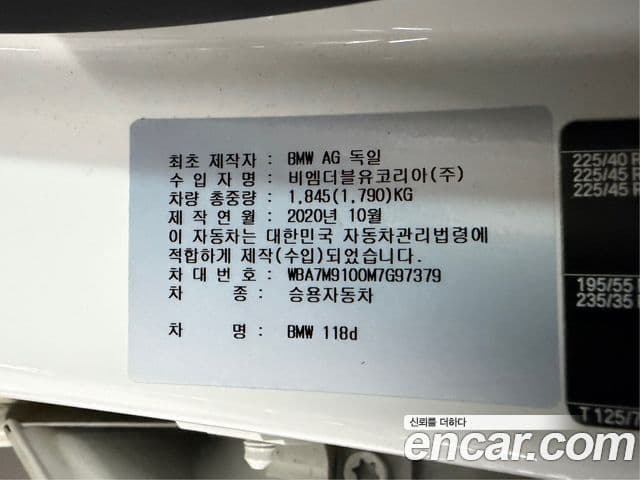 최초 제작자 : BMW AG 독일
수 입 자 명 : 비엠더블유코리아(주)
차량 총중량 : 1,845(1,790)KG
제 작 연 월 : 2020년 10월
이 자동차는 대한민국 자동차관리법령에
적합하게 제작(수입)되었습니다.
차 대 번 호 : WBA7M9100M7G97379
차 종 : 승용자동차
차 명 : BMW 118d
225/40 R
225/45 R
225/45 R
195/55
235/35
T 125/7
신뢰를 더하다
encar.com